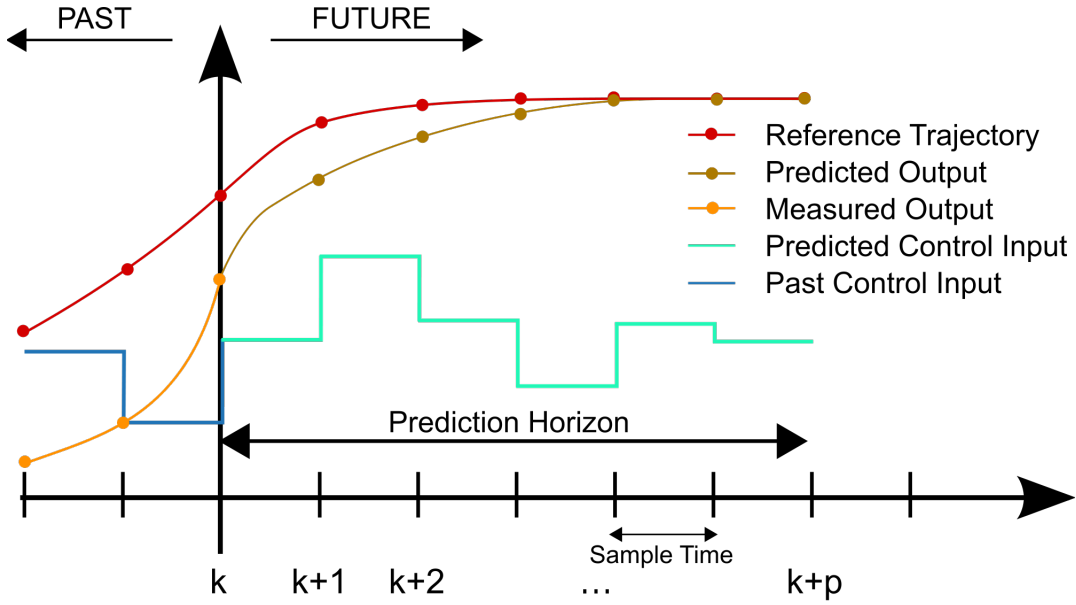 PAST
FUTURE
Reference Trajectory
Predicted Output
Measured Output
Predicted Control Input
Past Control Input
Prediction Horizon
Sample Time
k
k+1
k+2
...
k+p